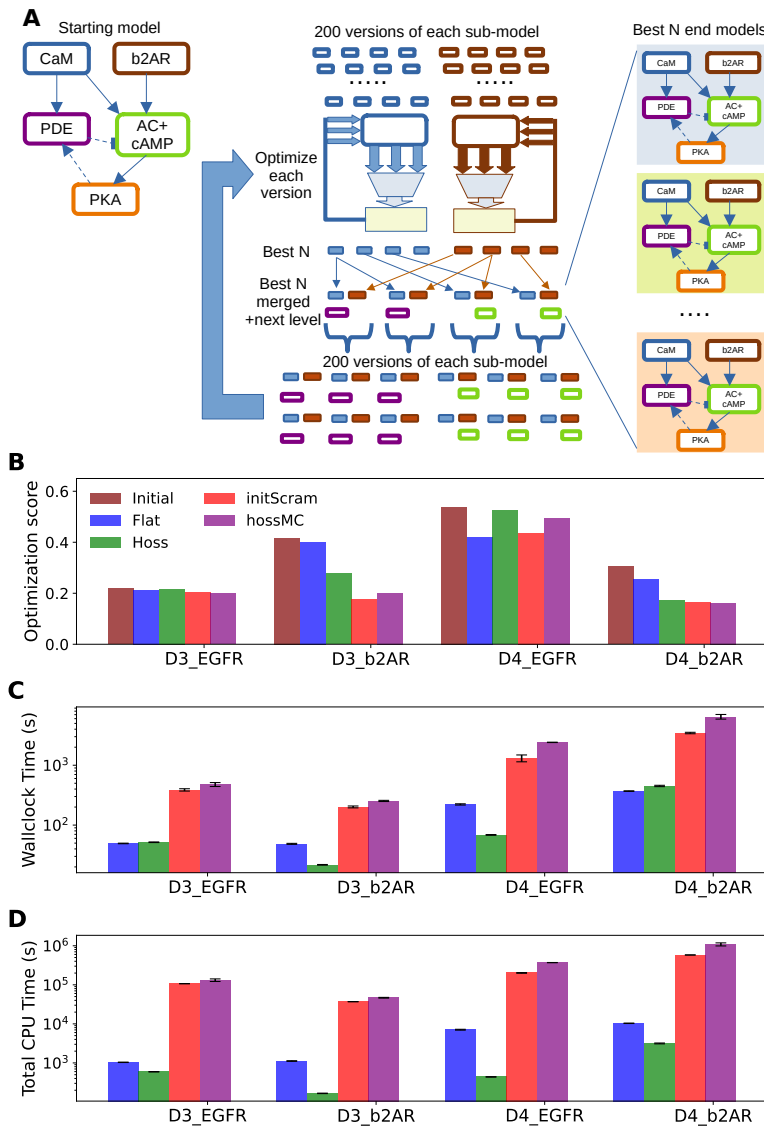 A
Starting model
CaM
b2AR
PDE
AC+
cAMP
PKA
200 versions of each sub-model
.....
.....
Optimize
each
version
Best N
Best N
merged
+next level
200 versions of each sub-model
Best N end models
CaM
b2AR
PDE
AC+
cAMP
PKA
CaM
b2AR
PDE
AC+
cAMP
PKA
....
CaM
b2AR
PDE
AC+
cAMP
PKA
B
Optimization score
0.6
0.4
0.2
0.0
Initial
Flat
Hoss
initScram
hossMC
D3_EGFR
D3_b2AR
D4_EGFR
D4_b2AR
C
Wallclock Time (s)
10³
10²
D3_EGFR
D3_b2AR
D4_EGFR
D4_b2AR
D
Total CPU Time (s)
10⁶
10⁵
10⁴
10³
D3_EGFR
D3_b2AR
D4_EGFR
D4_b2AR